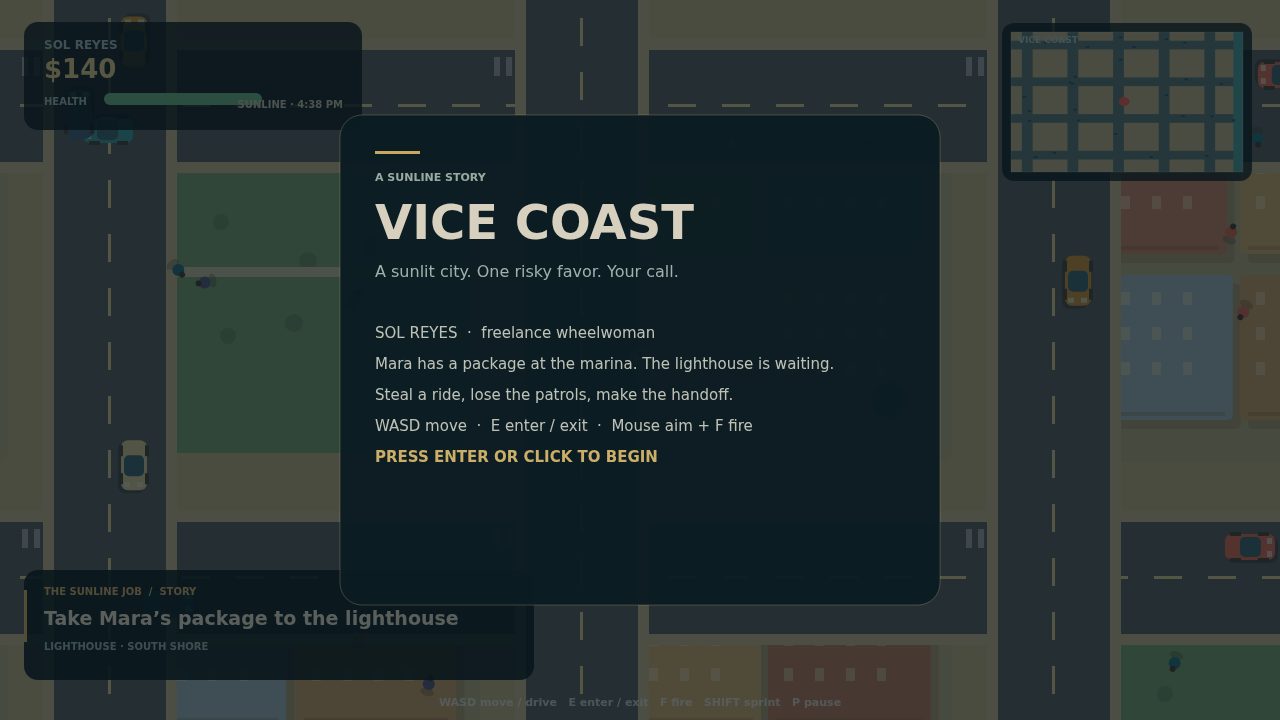 SOL REYES
$140
HEALTH
SUNLINE · 4:38 PM
VICE COAST
A SUNLINE STORY
VICE COAST
A sunlit city. One risky favor. Your call.
SOL REYES · freelance wheelwoman
Mara has a package at the marina. The lighthouse is waiting.
Steal a ride, lose the patrols, make the handoff.
WASD move · E enter / exit · Mouse aim + F fire
PRESS ENTER OR CLICK TO BEGIN
THE SUNLINE JOB / STORY
Take Mara’s package to the lighthouse
LIGHTHOUSE · SOUTH SHORE
WASD move / drive E enter / exit F fire SHIFT sprint P pause